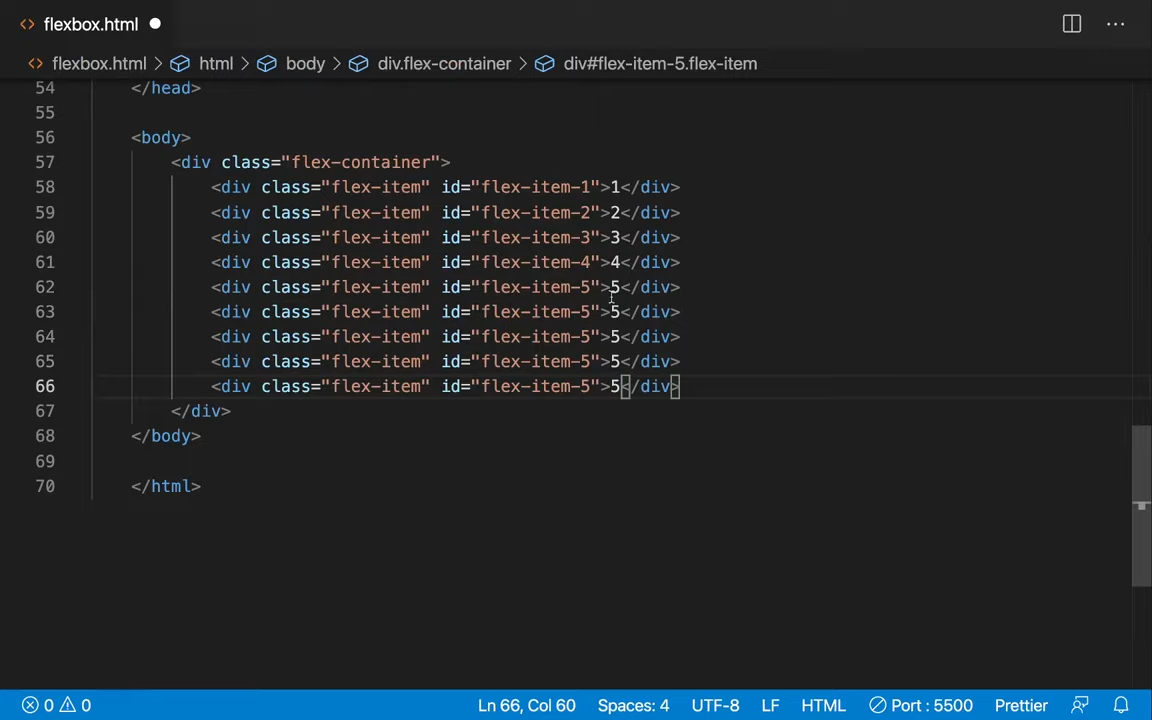 flexbox.html
flexbox.html > html > body > div.flex-container > div#flex-item-5.flex-item
54 </head>
55
56 <body>
57 <div class="flex-container">
58 <div class="flex-item" id="flex-item-1">1</div>
59 <div class="flex-item" id="flex-item-2">2</div>
60 <div class="flex-item" id="flex-item-3">3</div>
61 <div class="flex-item" id="flex-item-4">4</div>
62 <div class="flex-item" id="flex-item-5">5</div>
63 <div class="flex-item" id="flex-item-5">5</div>
64 <div class="flex-item" id="flex-item-5">5</div>
65 <div class="flex-item" id="flex-item-5">5</div>
66 <div class="flex-item" id="flex-item-5">5</div>
67 </div>
68 </body>
69
70 </html>
0 0 Ln 66, Col 60 Spaces: 4 UTF-8 LF HTML Port : 5500 Prettier